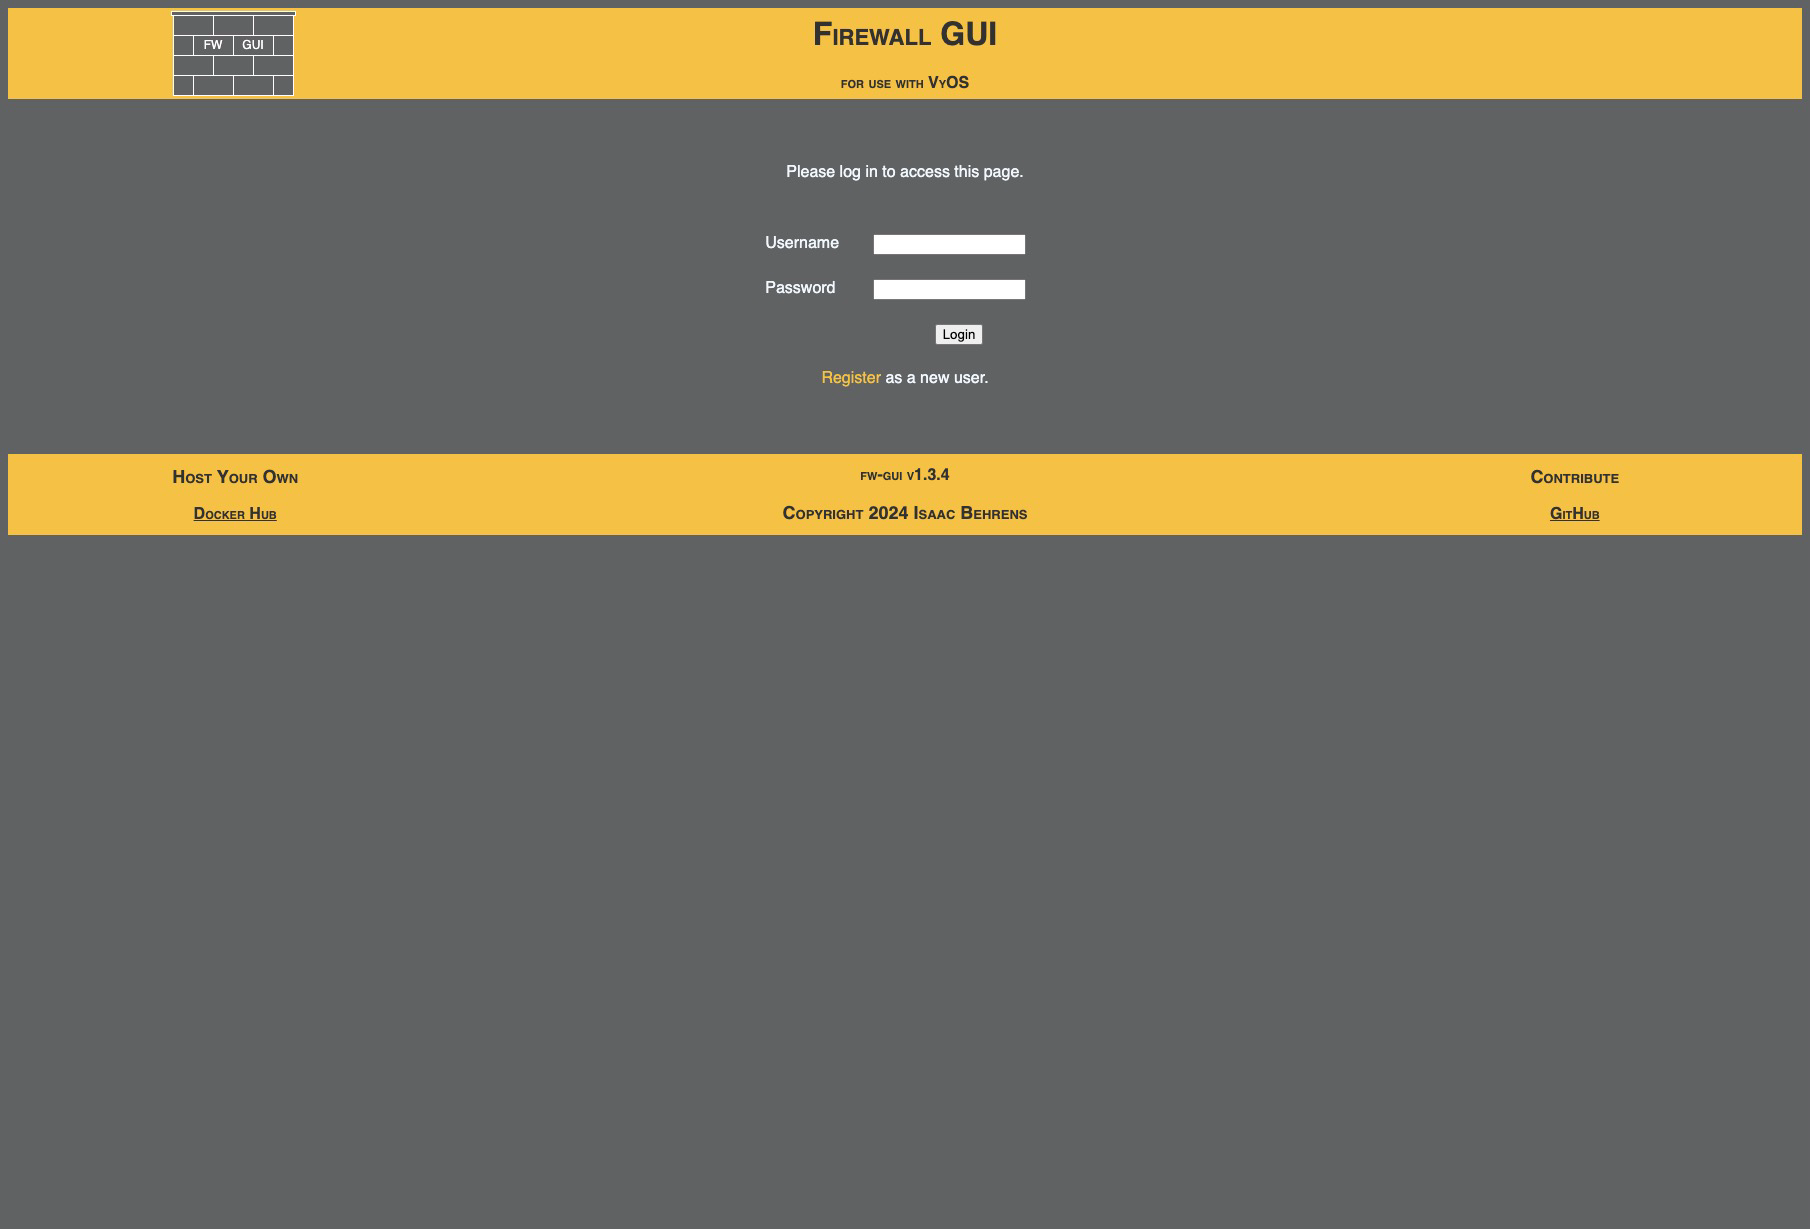 FW GUI
Firewall GUI
for use with VyOS
Please log in to access this page.
Username
Password
Login
Register as a new user.
Host Your Own
Docker Hub
fw-gui v1.3.4
Copyright 2024 Isaac Behrens
Contribute
GitHub